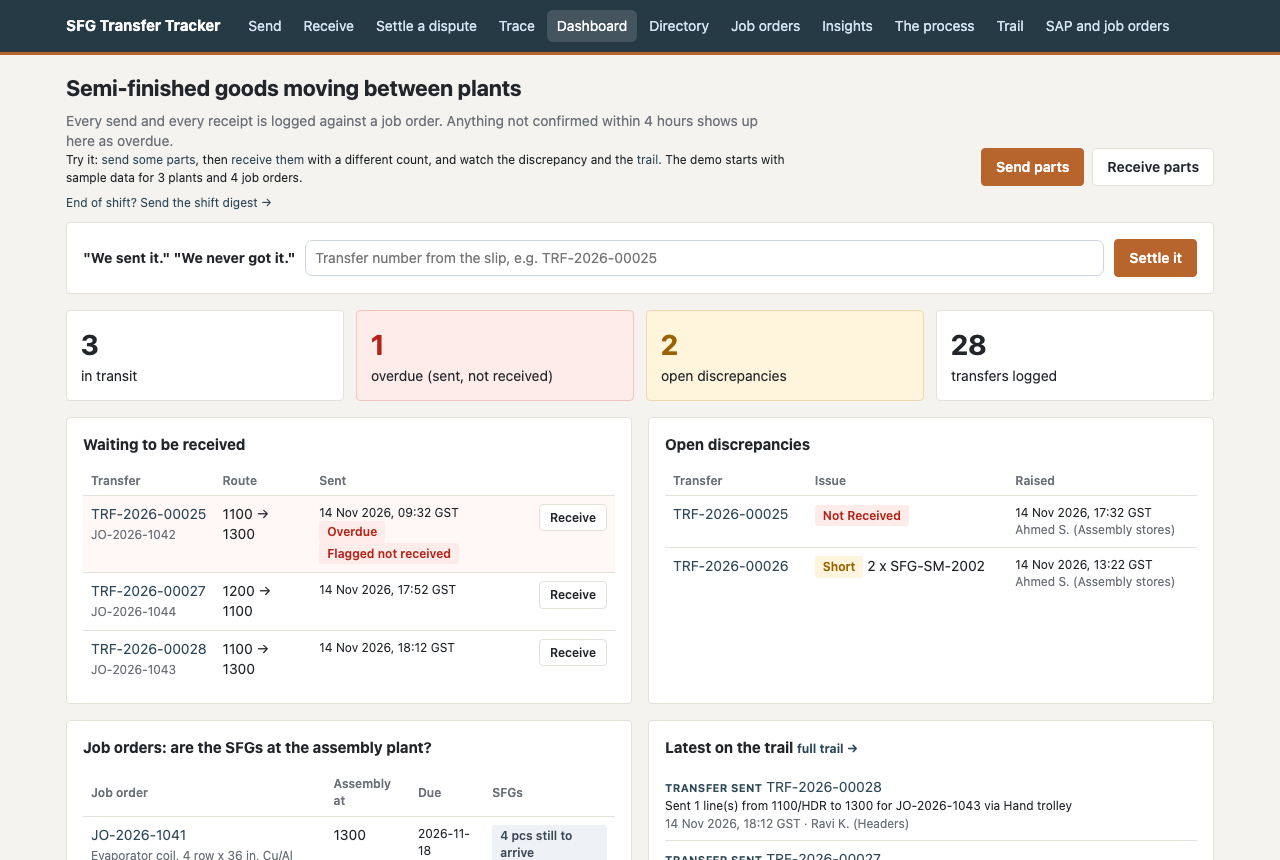 SFG Transfer Tracker Send Receive Settle a dispute Trace Dashboard Directory Job orders Insights The process Trail SAP and job orders
Semi-finished goods moving between plants
Every send and every receipt is logged against a job order. Anything not confirmed within 4 hours shows up
here as overdue.
Try it: send some parts, then receive them with a different count, and watch the discrepancy and the trail. The demo starts with
sample data for 3 plants and 4 job orders.
End of shift? Send the shift digest →
Send parts Receive parts
"We sent it." "We never got it." Transfer number from the slip, e.g. TRF-2026-00025 Settle it
3
in transit
1
overdue (sent, not received)
2
open discrepancies
28
transfers logged
Waiting to be received
Transfer Route Sent
TRF-2026-00025 1100 → 14 Nov 2026, 09:32 GST Receive
JO-2026-1042 1300 Overdue
Flagged not received
TRF-2026-00027 1200 → 14 Nov 2026, 17:52 GST Receive
JO-2026-1044 1100
TRF-2026-00028 1100 → 14 Nov 2026, 18:12 GST Receive
JO-2026-1043 1300
Open discrepancies
Transfer Issue Raised
TRF-2026-00025 Not Received 14 Nov 2026, 17:32 GST
Ahmed S. (Assembly stores)
TRF-2026-00026 Short 2 x SFG-SM-2002 14 Nov 2026, 13:22 GST
Ahmed S. (Assembly stores)
Job orders: are the SFGs at the assembly plant?
Job order Assembly at Due SFGs
JO-2026-1041 1300 2026-11-18 4 pcs still to arrive
Evaporator coil, 4 row x 36 in, Cu/Al
Latest on the trail full trail →
TRANSFER SENT TRF-2026-00028
Sent 1 line(s) from 1100/HDR to 1300 for JO-2026-1043 via Hand trolley
14 Nov 2026, 18:12 GST · Ravi K. (Headers)
TRANSFER SENT TRF-2026-00027